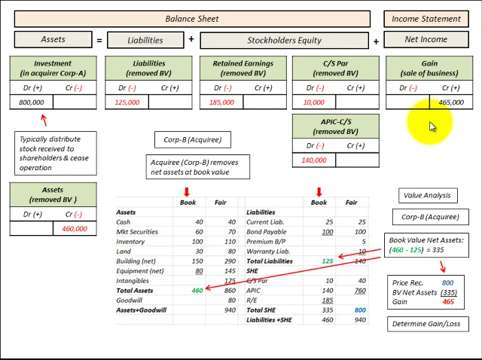 Balance Sheet
Income Statement
Assets = Liabilities + Stockholders Equity + Net Income
Investment
(in acquirer Corp-A)
Dr (+) Cr (-)
800,000
Liabilities
(removed BV)
Dr (-) Cr (+)
125,000
Retained Earnings
(removed BV)
Dr (-) Cr (+)
185,000
C/S Par
(removed BV)
Dr (-) Cr (+)
10,000
Gain
(sale of business)
Dr (-) Cr (+)
465,000
APIC-C/S
(removed BV)
Dr (-) Cr (+)
140,000
Typically distribute
stock received to
shareholders & cease
operation
Corp-B (Acquiree)
Acquiree (Corp-B) removes
net assets at book value
Assets
(removed BV )
Dr (+) Cr (-)
460,000
Book Fair
Assets
Cash 40 40
Mkt Securities 60 70
Inventory 100 110
Land 30 80
Building (net) 150 290
Equipment (net) 80 145
Intangibles 125
Total Assets 460 860
Goodwill 80
Assets+Goodwill 940
Book Fair
Liabilities
Current Liab. 25 25
Bond Payable 100 100
Premium B/P 5
Warranty Liab. 10
Total Liabilities 125 140
SHE
C/S Par 10 40
APIC 140 760
R/E 185
Total SHE 335 800
Liabilities +SHE 460 940
Value Analysis
Corp-B (Acquiree)
Book Value Net Assets:
(460 - 125) = 335
Price Rec. 800
BV Net Assets (335)
Gain 465
Determine Gain/Loss